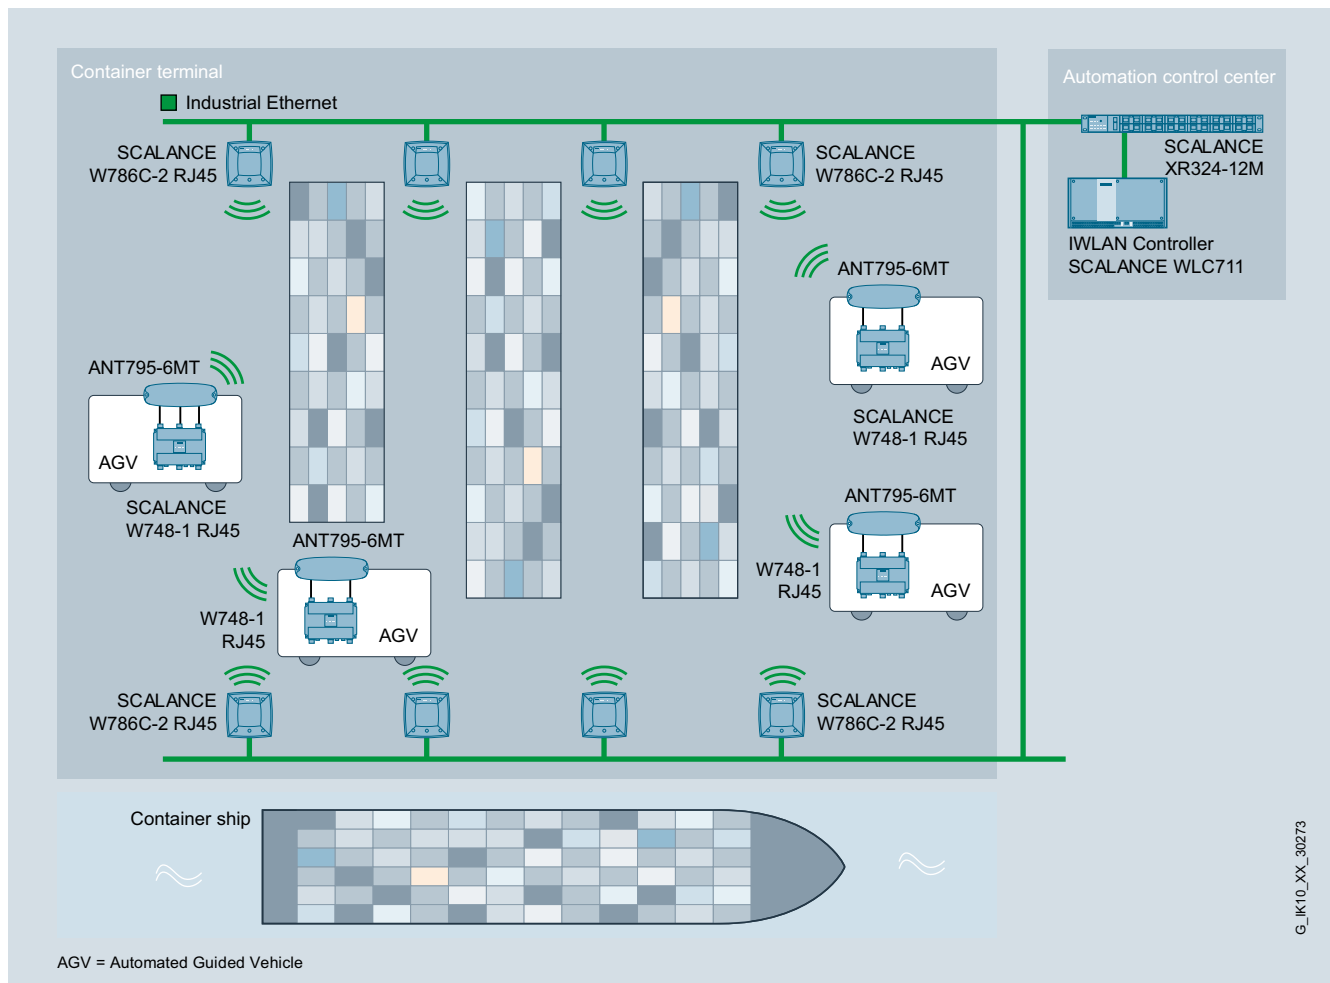 Container terminal
Industrial Ethernet
Automation control center
SCALANCE
W786C-2 RJ45
SCALANCE
W786C-2 RJ45
SCALANCE
XR324-12M
IWLAN Controller
SCALANCE WLC711
ANT795-6MT
AGV
SCALANCE
W748-1 RJ45
ANT795-6MT
AGV
SCALANCE
W748-1 RJ45
ANT795-6MT
W748-1
RJ45
AGV
ANT795-6MT
W748-1
RJ45
AGV
SCALANCE
W786C-2 RJ45
SCALANCE
W786C-2 RJ45
Container ship
G_IK10_XX_30273
AGV = Automated Guided Vehicle